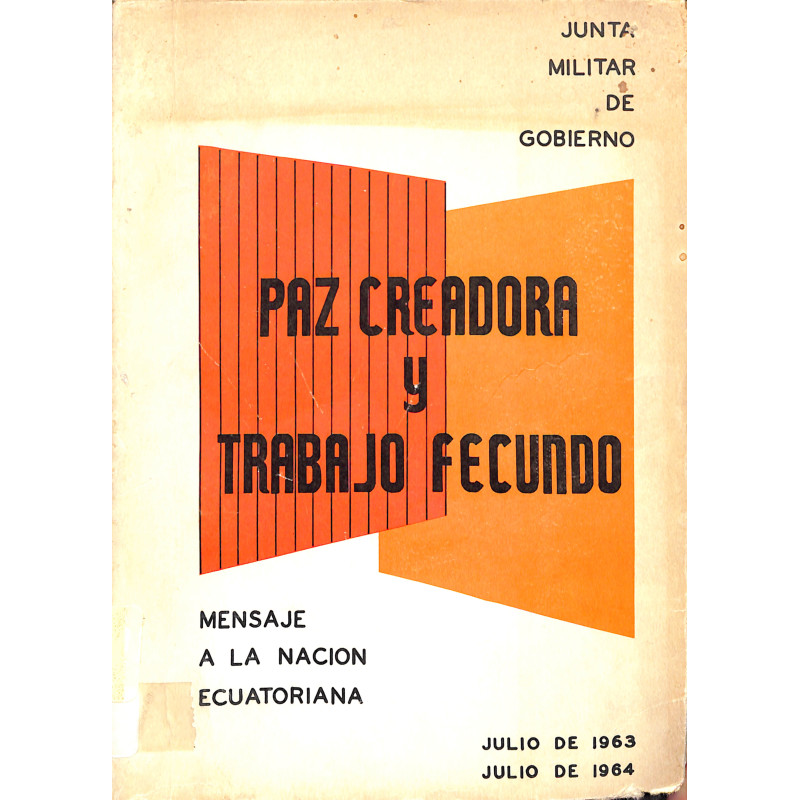 JUNTA
MILITAR
DE
GOBIERNO
PAZ CREADORA
y
TRABAJO FECUNDO
MENSAJE
A LA NACION
ECUATORIANA
JULIO DE 1963
JULIO DE 1964